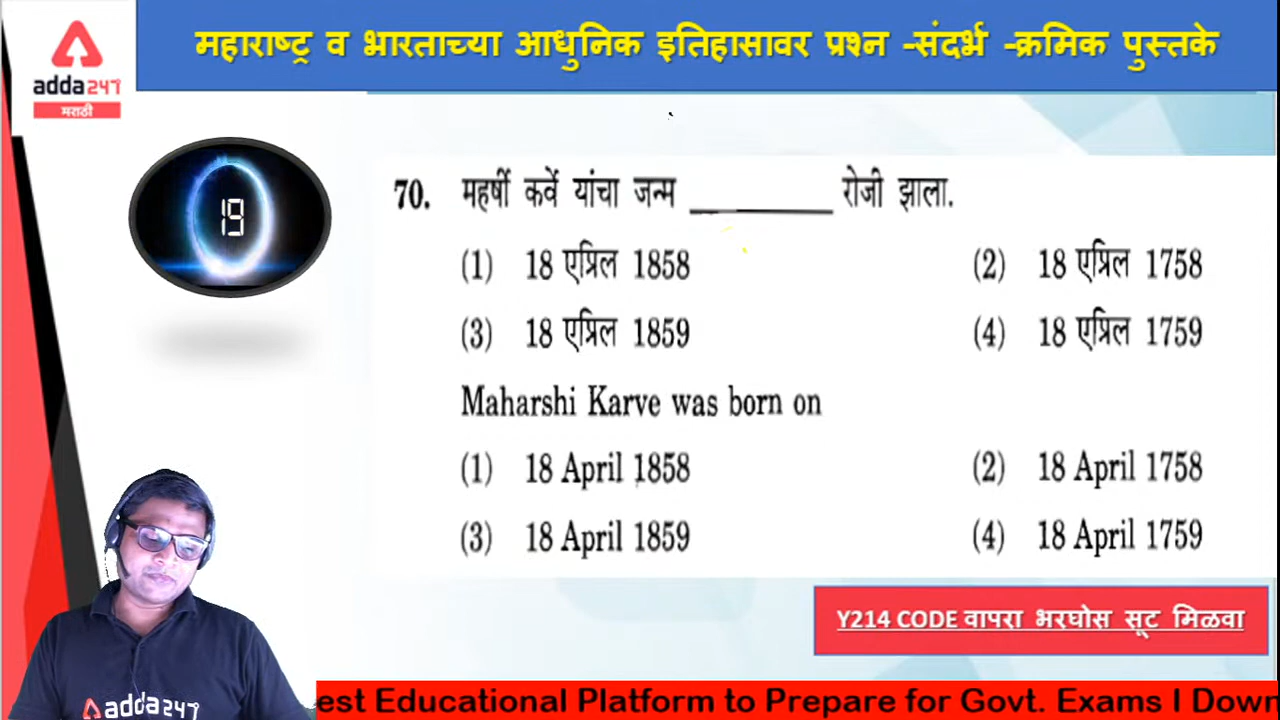 महाराष्ट्र व भारताच्या आधुनिक इतिहासावर प्रश्न -संदर्भ -क्रमिक पुस्तके
adda247
मराठी
19
70. महर्षी कर्वे यांचा जन्म __________ रोजी झाला.
(1) 18 एप्रिल 1858 (2) 18 एप्रिल 1758
(3) 18 एप्रिल 1859 (4) 18 एप्रिल 1759
Maharshi Karve was born on
(1) 18 April 1858 (2) 18 April 1758
(3) 18 April 1859 (4) 18 April 1759
Y214 CODE वापरा भरघोस सूट मिळवा
adda247
est Educational Platform to Prepare for Govt. Exams I Down